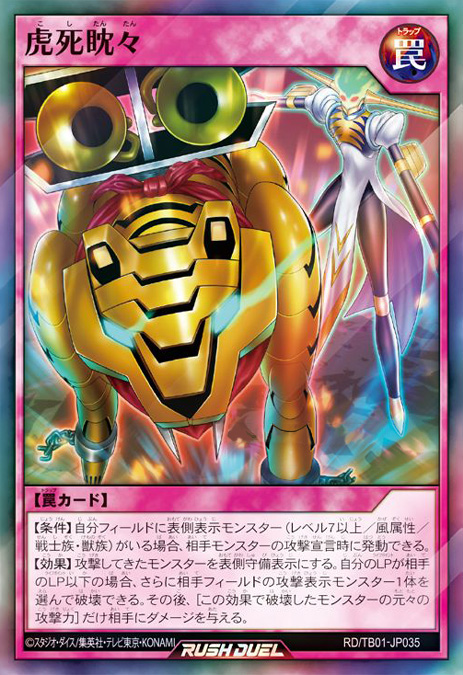 こしたんたん
虎死眈々
トラップ
罠
【罠カード】
【条件】自分フィールドに表側表示モンスター(レベル7以上/風属性/
戦士族・獣族)がいる場合、相手モンスターの攻撃宣言時に発動できる。
【効果】攻撃してきたモンスターを表側守備表示にする。自分のLPが相手
のLP以下の場合、さらに相手フィールドの攻撃表示モンスター1体を
選んで破壊できる。その後、[この効果で破壊したモンスターの元々の
攻撃力]だけ相手にダメージを与える。
©スタジオ・ダイス/集英社・テレビ東京・KONAMI
RUSH DUEL
RD/TB01-JP035